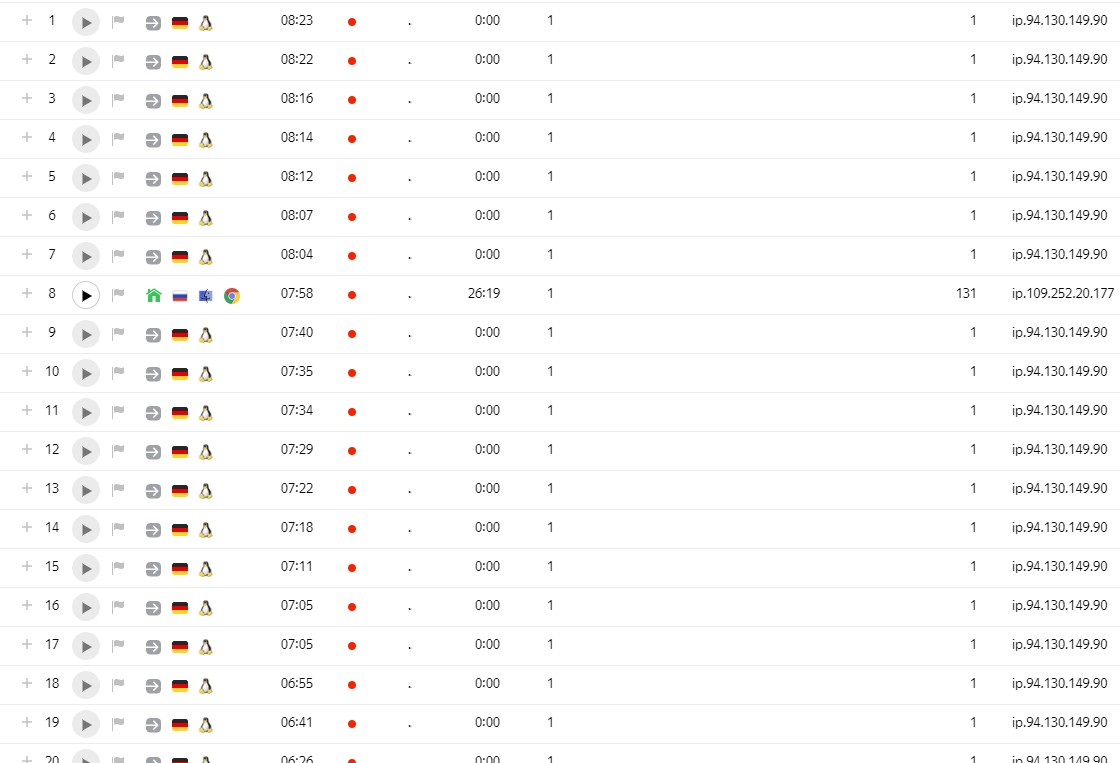 1 08:23 . 0:00 1 1 ip.94.130.149.90
2 08:22 . 0:00 1 1 ip.94.130.149.90
3 08:16 . 0:00 1 1 ip.94.130.149.90
4 08:14 . 0:00 1 1 ip.94.130.149.90
5 08:12 . 0:00 1 1 ip.94.130.149.90
6 08:07 . 0:00 1 1 ip.94.130.149.90
7 08:04 . 0:00 1 1 ip.94.130.149.90
8 07:58 . 26:19 1 131 ip.109.252.20.177
9 07:40 . 0:00 1 1 ip.94.130.149.90
10 07:35 . 0:00 1 1 ip.94.130.149.90
11 07:34 . 0:00 1 1 ip.94.130.149.90
12 07:29 . 0:00 1 1 ip.94.130.149.90
13 07:22 . 0:00 1 1 ip.94.130.149.90
14 07:18 . 0:00 1 1 ip.94.130.149.90
15 07:11 . 0:00 1 1 ip.94.130.149.90
16 07:05 . 0:00 1 1 ip.94.130.149.90
17 07:05 . 0:00 1 1 ip.94.130.149.90
18 06:55 . 0:00 1 1 ip.94.130.149.90
19 06:41 . 0:00 1 1 ip.94.130.149.90
20 06:26 . 0:00 1 1 ip.94.130.149.90